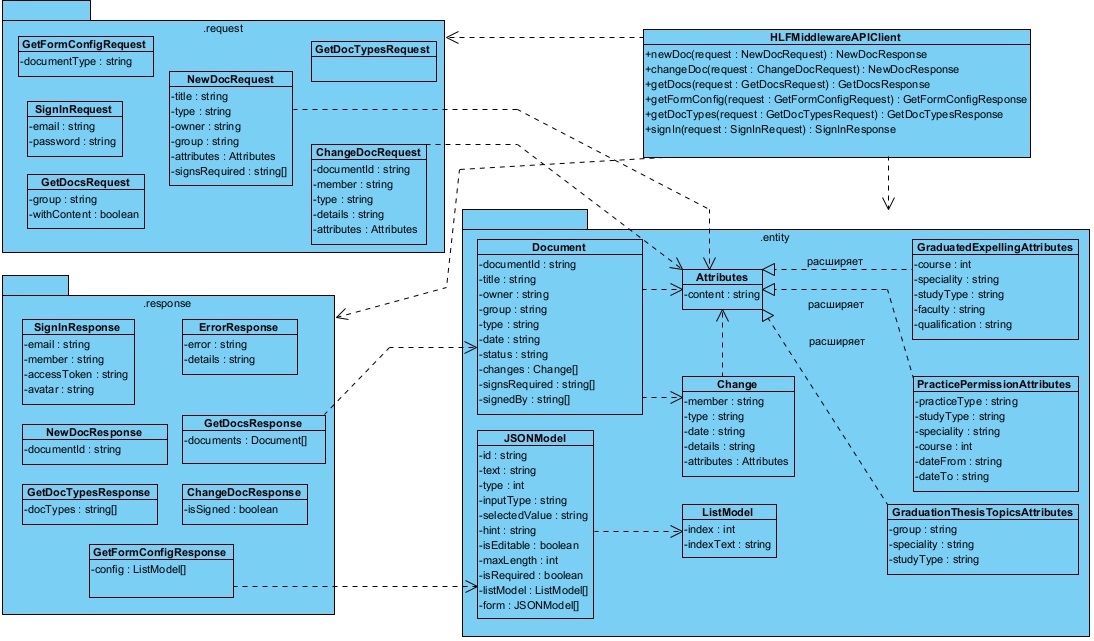 .request
GetFormConfigRequest
-documentType : string
GetDocTypesRequest
NewDocRequest
-title : string
-type : string
-owner : string
-group : string
-attributes : Attributes
-signsRequired : string[]
SignInRequest
-email : string
-password : string
GetDocsRequest
-group : string
-withContent : boolean
ChangeDocRequest
-documentId : string
-member : string
-type : string
-details : string
-attributes : Attributes
HLFMiddlewareAPIClient
+newDoc(request : NewDocRequest) : NewDocResponse
+changeDoc(request : ChangeDocRequest) : NewDocResponse
+getDocs(request : GetDocsRequest) : GetDocsResponse
+getFormConfig(request : GetFormConfigRequest) : GetFormConfigResponse
+getDocTypes(request : GetDocTypesRequest) : GetDocTypesResponse
+signIn(request : SignInRequest) : SignInResponse
.response
SignInResponse
-email : string
-member : string
-accessToken : string
-avatar : string
ErrorResponse
-error : string
-details : string
NewDocResponse
-documentId : string
GetDocsResponse
-documents : Document[]
GetDocTypesResponse
-docTypes : string[]
ChangeDocResponse
-isSigned : boolean
GetFormConfigResponse
-config : ListModel[]
.entity
Document
-documentId : string
-title : string
-owner : string
-group : string
-type : string
-date : string
-status : string
-changes : Change[]
-signsRequired : string[]
-signedBy : string[]
Attributes
-content : string
расширяет
расширяет
расширяет
GraduatedExpellingAttributes
-course : int
-speciality : string
-studyType : string
-faculty : string
-qualification : string
Change
-member : string
-type : string
-date : string
-details : string
-attributes : Attributes
PracticePermissionAttributes
-practiceType : string
-studyType : string
-speciality : string
-course : int
-dateFrom : string
-dateTo : string
JSONModel
-id : string
-text : string
-type : int
-inputType : string
-selectedValue : string
-hint : string
-isEditable : boolean
-maxLength : int
-isRequired : boolean
-listModel : ListModel[]
-form : JSONModel[]
ListModel
-index : int
-indexText : string
GraduationThesisTopicsAttributes
-group : string
-speciality : string
-studyType : string